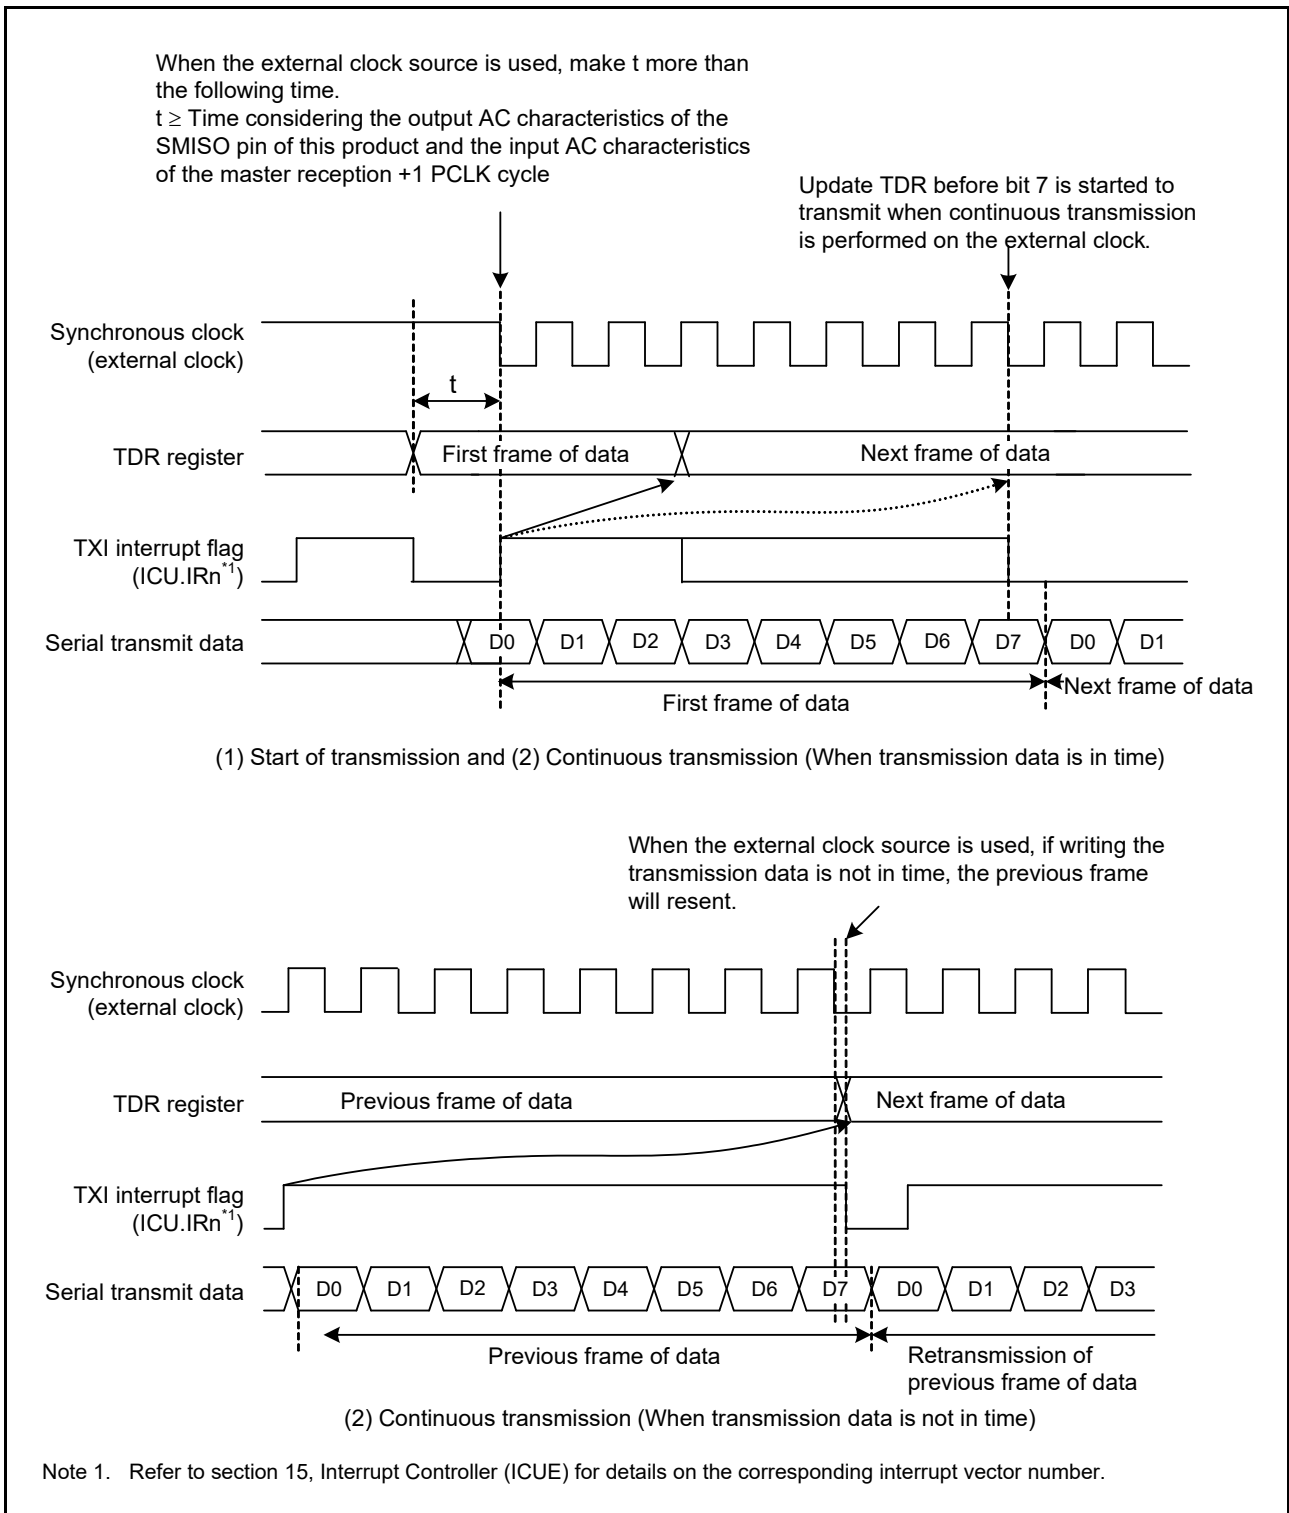 When the external clock source is used, make t more than
the following time.
t ≥ Time considering the output AC characteristics of the
SMISO pin of this product and the input AC characteristics
of the master reception +1 PCLK cycle
Update TDR before bit 7 is started to
transmit when continuous transmission
is performed on the external clock.
Synchronous clock
(external clock)
t
TDR register
First frame of data
Next frame of data
TXI interrupt flag
(ICU.IRn*1)
Serial transmit data
D0 D1 D2 D3 D4 D5 D6 D7 D0 D1
First frame of data
Next frame of data
(1) Start of transmission and (2) Continuous transmission (When transmission data is in time)
When the external clock source is used, if writing the
transmission data is not in time, the previous frame
will resent.
Synchronous clock
(external clock)
TDR register
Previous frame of data
Next frame of data
TXI interrupt flag
(ICU.IRn*1)
Serial transmit data
D0 D1 D2 D3 D4 D5 D6 D7 D0 D1 D2 D3
Previous frame of data
Retransmission of
previous frame of data
(2) Continuous transmission (When transmission data is not in time)
Note 1. Refer to section 15, Interrupt Controller (ICUE) for details on the corresponding interrupt vector number.